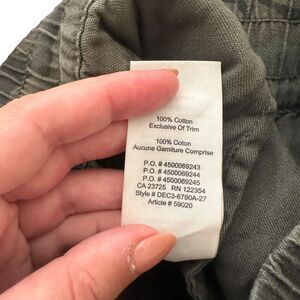 100% Cotton
Exclusive Of Trim
100% Coton
Aucune Garniture Comprise
P.O. # 4500069243
P.O. # 4500069244
P.O. # 4500069245
CA 23725 RN 122354
Style # DEC3-6790A-27
Article # 59020